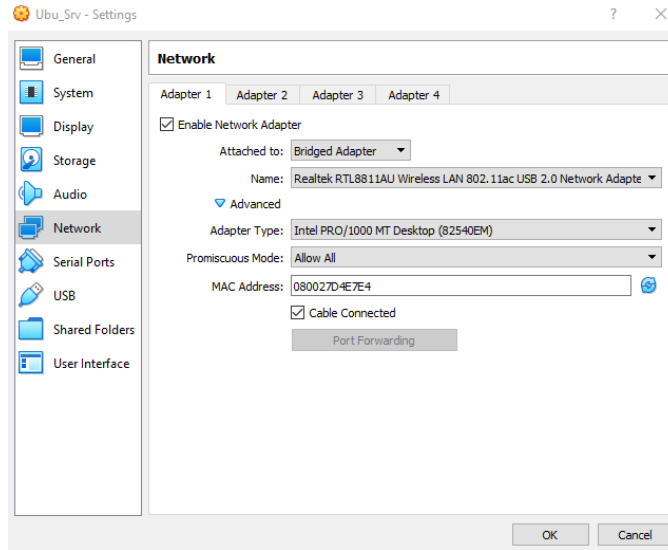 Ubu_Srv - Settings
?
General
System
Display
Storage
Audio
Network
Serial Ports
USB
Shared Folders
User Interface
Network
Adapter 1 Adapter 2 Adapter 3 Adapter 4
Enable Network Adapter
Attached to: Bridged Adapter
Name: Realtek RTL8811AU Wireless LAN 802.11ac USB 2.0 Network Adapte
Advanced
Adapter Type: Intel PRO/1000 MT Desktop (82540EM)
Promiscuous Mode: Allow All
MAC Address: 080027D4E7E4
Cable Connected
Port Forwarding
OK Cancel